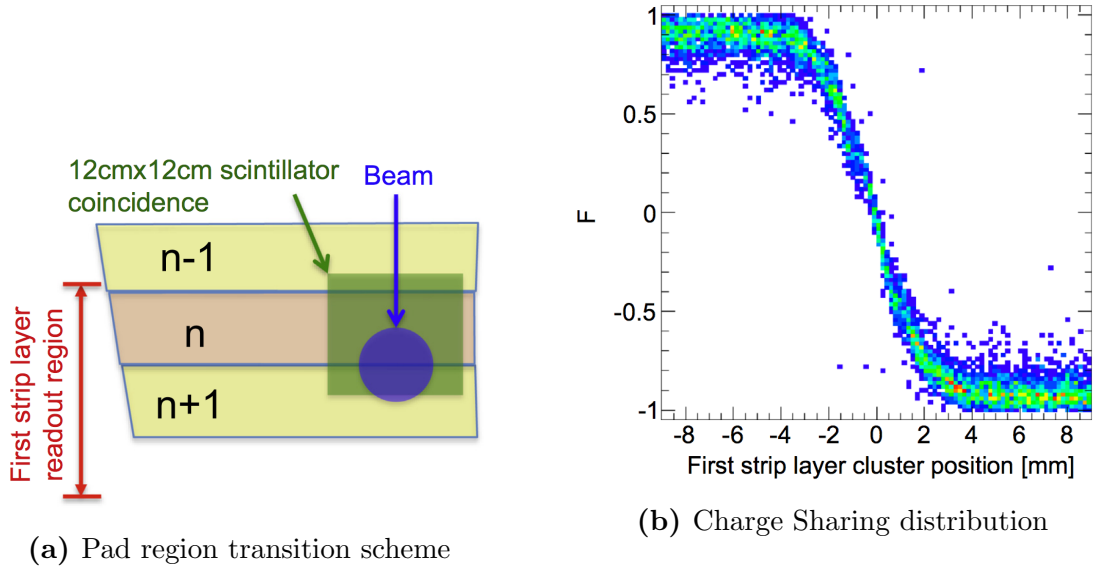 12cmx12cm scintillator
coincidence
Beam
n-1
n
n+1
First strip layer
readout region
(a) Pad region transition scheme
1
0.5
0
-0.5
-1
F
-8 -6 -4 -2 0 2 4 6 8
First strip layer cluster position [mm]
(b) Charge Sharing distribution